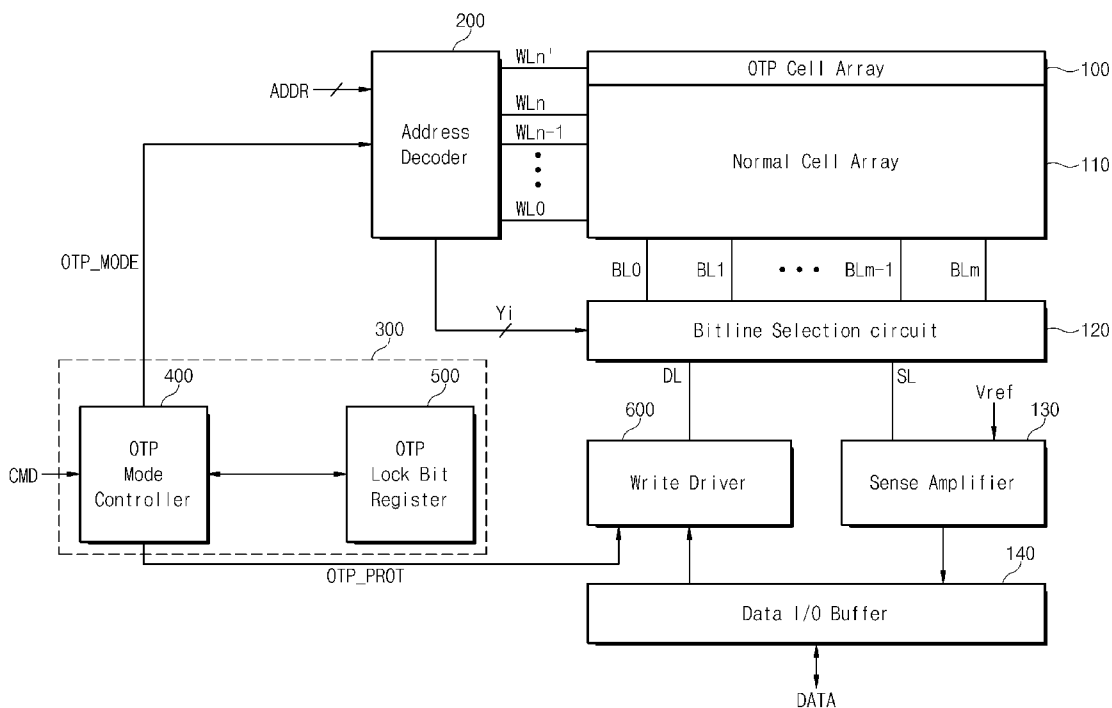 200
WLn'
OTP Cell Array
100
ADDR
WLn
Address
Decoder
WLn-1
Normal Cell Array
110
WL0
OTP_MODE
BL0
BL1
BLm-1
BLm
Yi
Bitline Selection circuit
120
300
DL
SL
400
500
Vref
600
130
CMD
OTP
Mode
Controller
OTP
Lock Bit
Register
Write Driver
Sense Amplifier
OTP_PROT
140
Data I/O Buffer
DATA